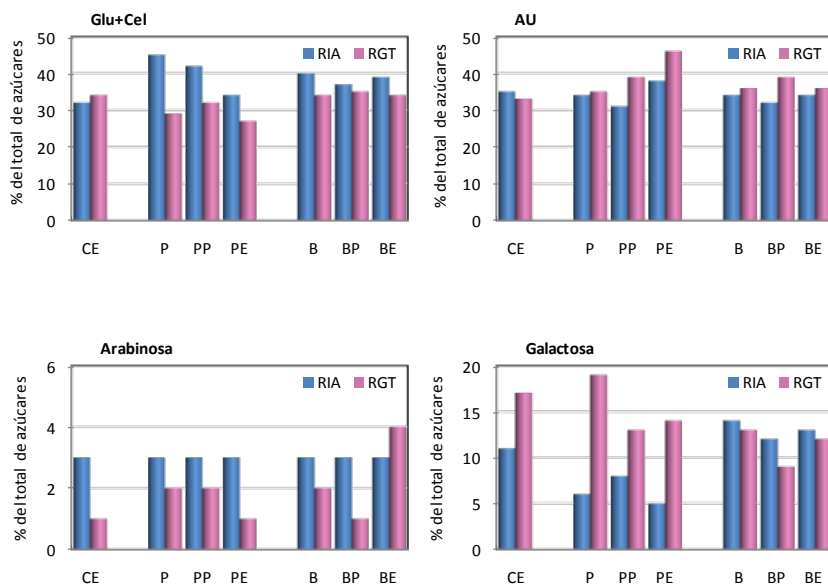 Glu+Cel
% del total de azúcares
50
40
30
20
10
0
RIA RGT
CE P PP PE B BP BE
AU
% del total de azúcares
50
40
30
20
10
0
RIA RGT
CE P PP PE B BP BE
Arabinosa
% del total de azúcares
6
4
2
0
RIA RGT
CE P PP PE B BP BE
Galactosa
% del total de azúcares
20
15
10
5
0
RIA RGT
CE P PP PE B BP BE